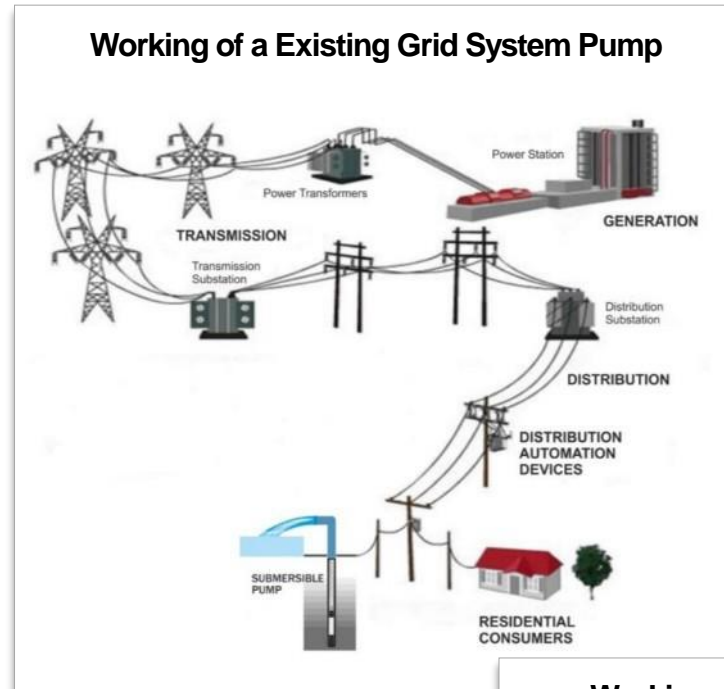 Working of a Existing Grid System Pump
Power Station
Power Transformers
GENERATION
TRANSMISSION
Transmission
Substation
Distribution
Substation
DISTRIBUTION
DISTRIBUTION
AUTOMATION
DEVICES
SUBMERSIBLE
PUMP
RESIDENTIAL
CONSUMERS